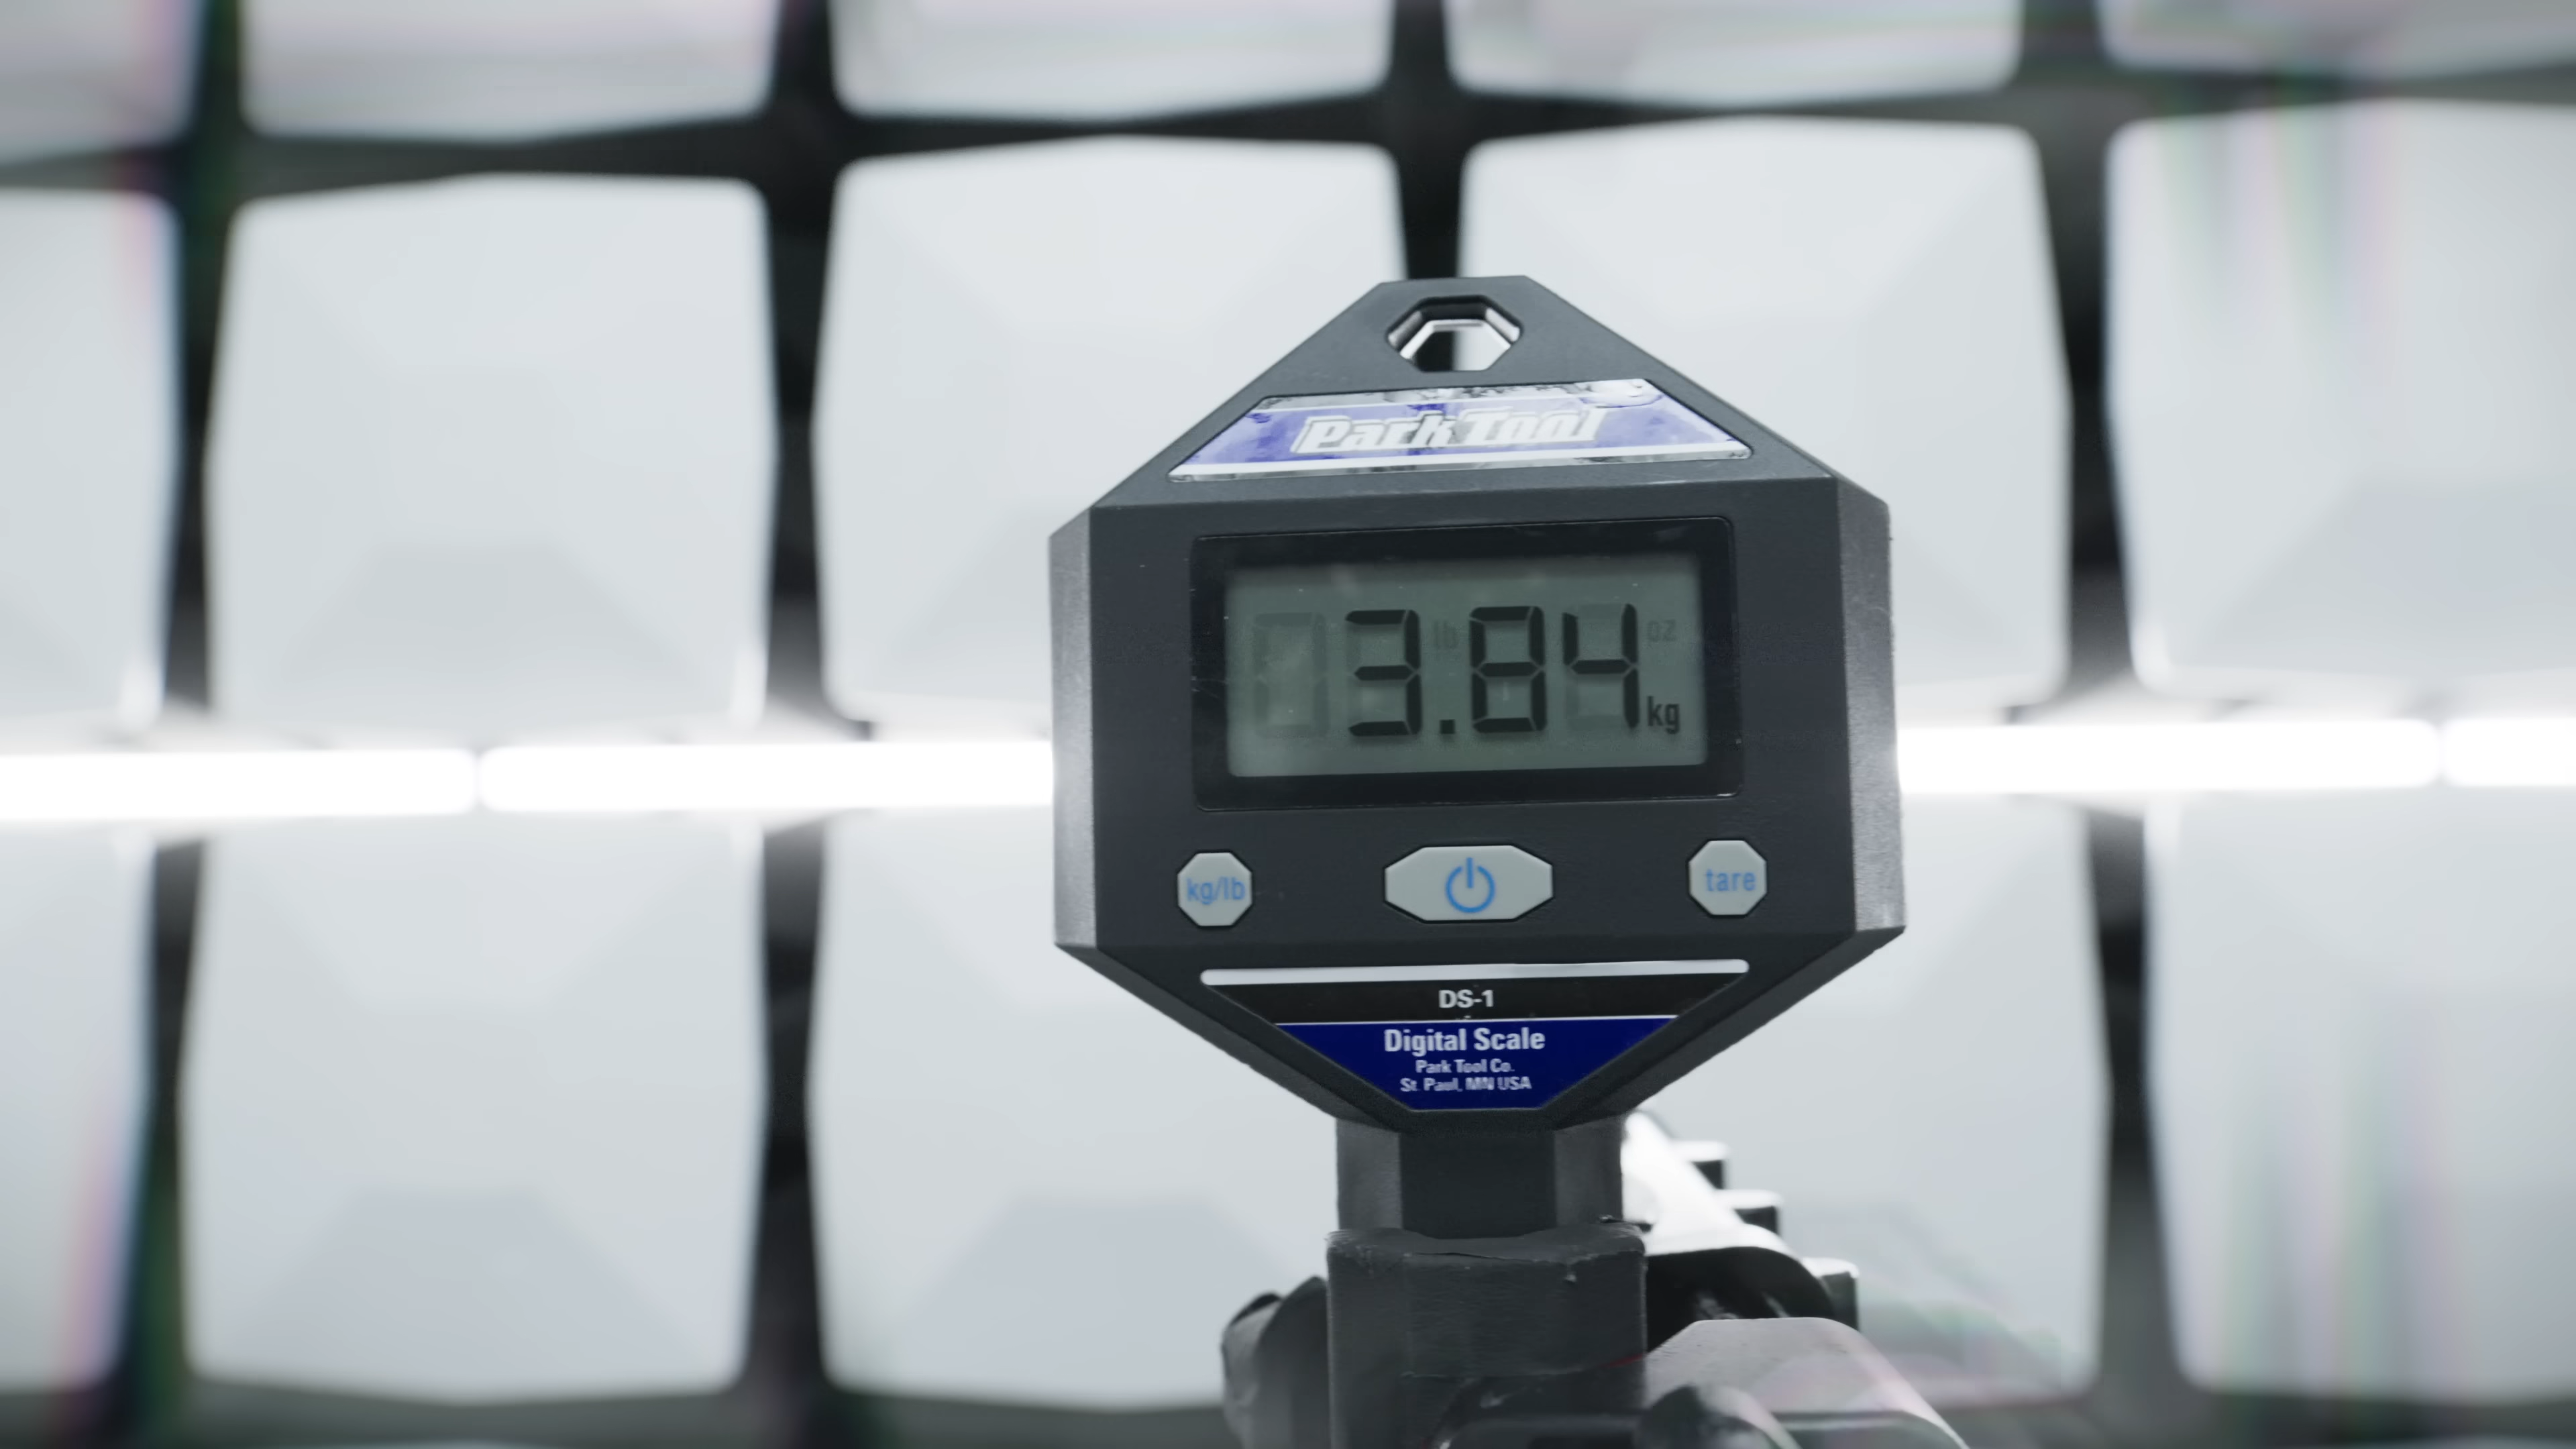 Park Tool
3.84 kg
lb oz
kg/lb
tare
DS-1
Digital Scale
Park Tool Co.
St. Paul, MN USA